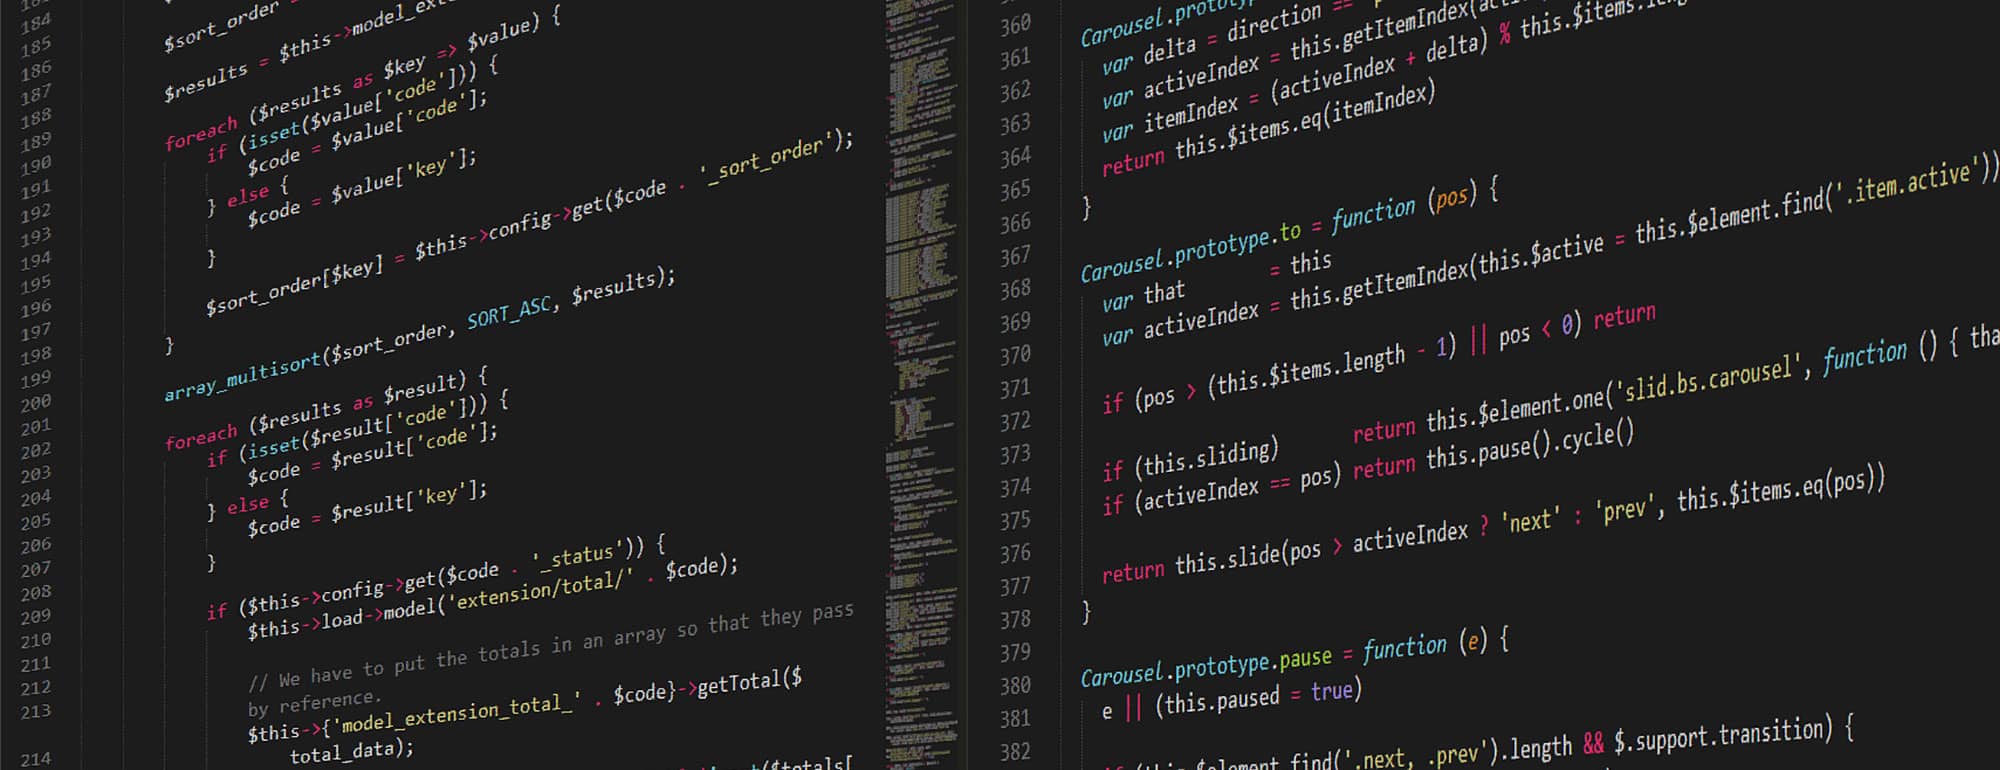 184
185
186
187
188
189
190
191
192
193
194
195
196
197
198
199
200
201
202
203
204
205
206
207
208
209
210
211
212
213
214
$sort_order =
$results = $this->model_ext
foreach ($results as $key => $value) {
if (isset($value['code'])) {
$code = $value['code'];
} else {
$code = $value['key'];
}
$sort_order[$key] = $this->config->get($code . '_sort_order');
}
array_multisort($sort_order, SORT_ASC, $results);
foreach ($results as $result) {
if (isset($result['code'])) {
$code = $result['code'];
} else {
$code = $result['key'];
}
if ($this->config->get($code . '_status')) {
$this->load->model('extension/total/' . $code);
// We have to put the totals in an array so that they pass
by reference.
$this->{'model_extension_total_' . $code}->getTotal($
total_data);
($totals[
360
361
362
363
364
365
366
367
368
369
370
371
372
373
374
375
376
377
378
379
380
381
382
Carousel.prototyp
var delta = direction ==
var activeIndex = this.getItemIndex(acti
var itemIndex = (activeIndex + delta) % this.$items.leng
return this.$items.eq(itemIndex)
}
Carousel.prototype.to = function (pos) {
var that = this
var activeIndex = this.getItemIndex(this.$active = this.$element.find('.item.active'))
if (pos > (this.$items.length - 1) || pos < 0) return
if (this.sliding) return this.$element.one('slid.bs.carousel', function () { tha
if (activeIndex == pos) return this.pause().cycle()
return this.slide(pos > activeIndex ? 'next' : 'prev', this.$items.eq(pos))
}
Carousel.prototype.pause = function (e) {
e || (this.paused = true)
if (this.$element.find('.next, .prev').length && $.support.transition) {